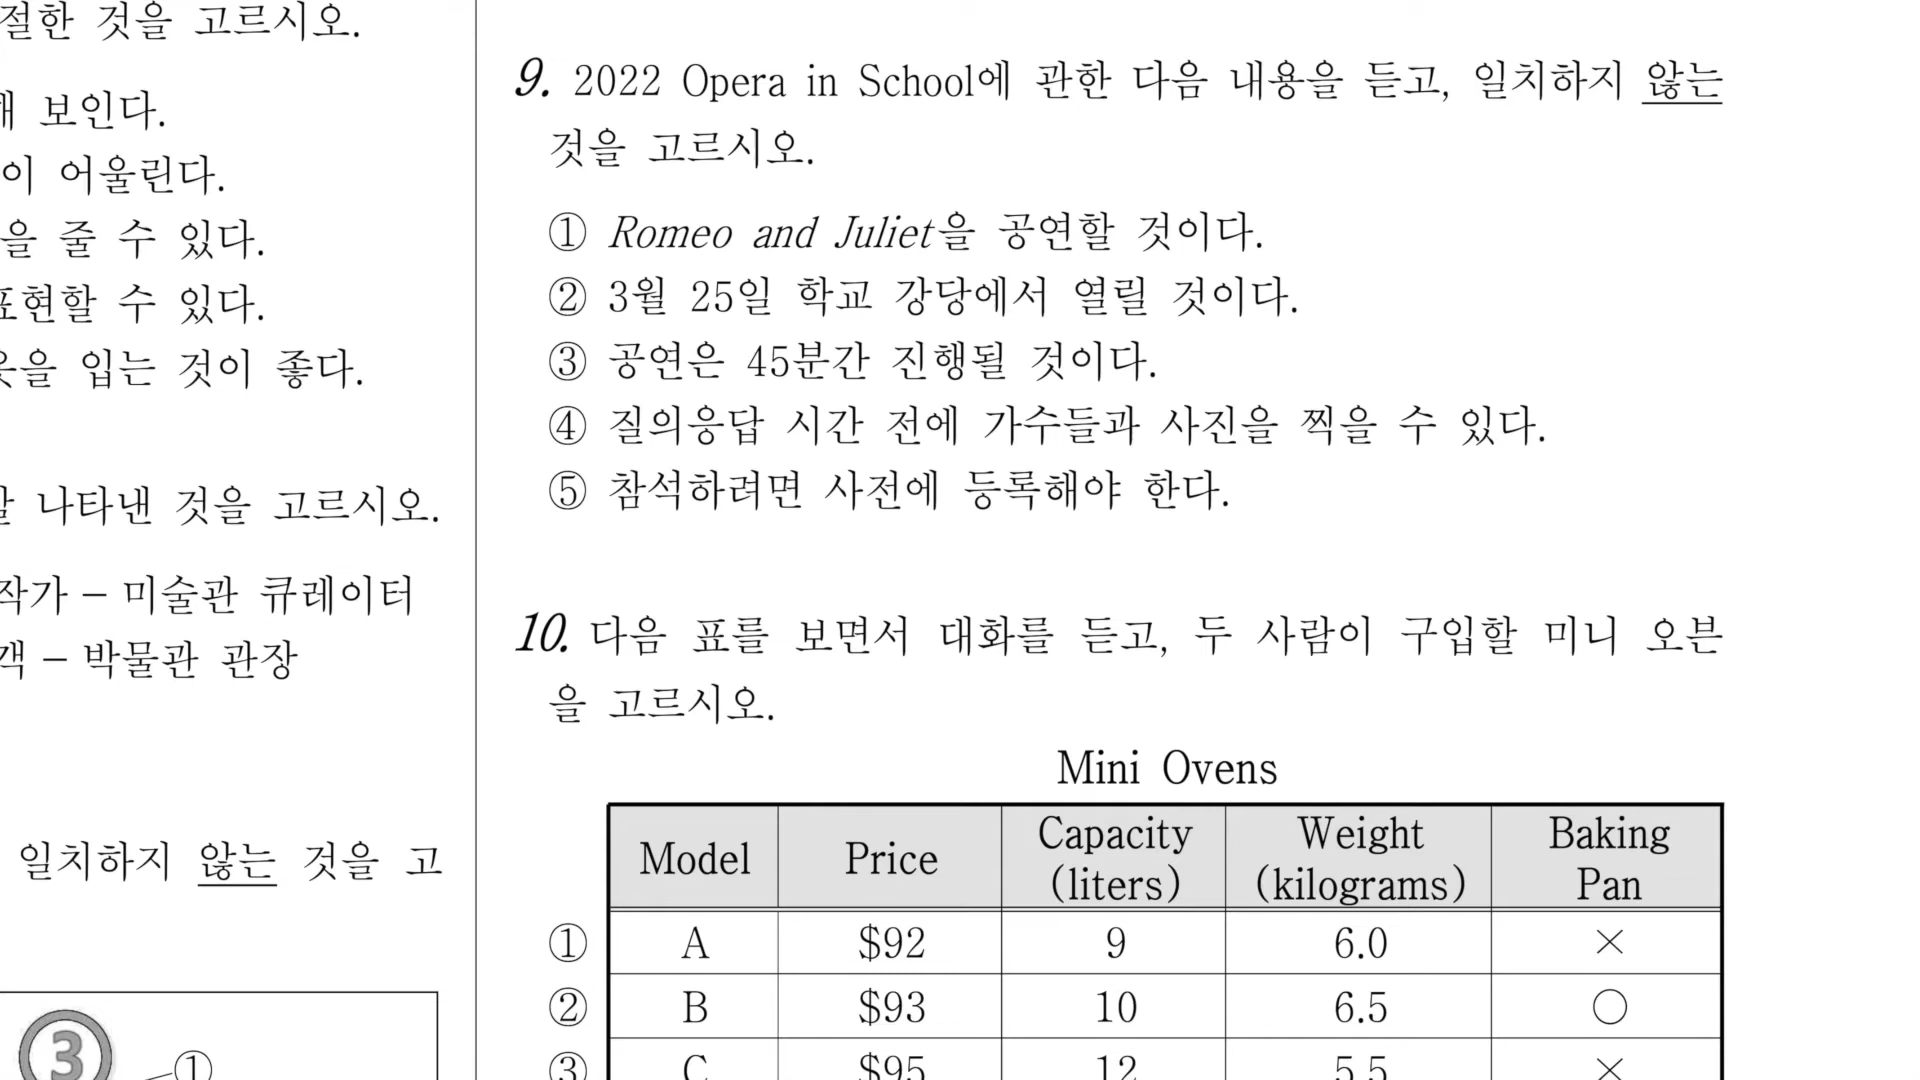 절한 것을 고르시오.
보인다.
이 어울린다.
을 줄 수 있다.
표현할 수 있다.
옷을 입는 것이 좋다.
나타낸 것을 고르시오.
작가 – 미술관 큐레이터
객 – 박물관 관장
일치하지 않는 것을 고
③
①
9. 2022 Opera in School에 관한 다음 내용을 듣고, 일치하지 않는
것을 고르시오.
① Romeo and Juliet을 공연할 것이다.
② 3월 25일 학교 강당에서 열릴 것이다.
③ 공연은 45분간 진행될 것이다.
④ 질의응답 시간 전에 가수들과 사진을 찍을 수 있다.
⑤ 참석하려면 사전에 등록해야 한다.
10. 다음 표를 보면서 대화를 듣고, 두 사람이 구입할 미니 오븐
을 고르시오.
Mini Ovens
Model Price Capacity (liters) Weight (kilograms) Baking Pan
① A $92 9 6.0 ×
② B $93 10 6.5 ○
③ C $95 12 5.5 ×